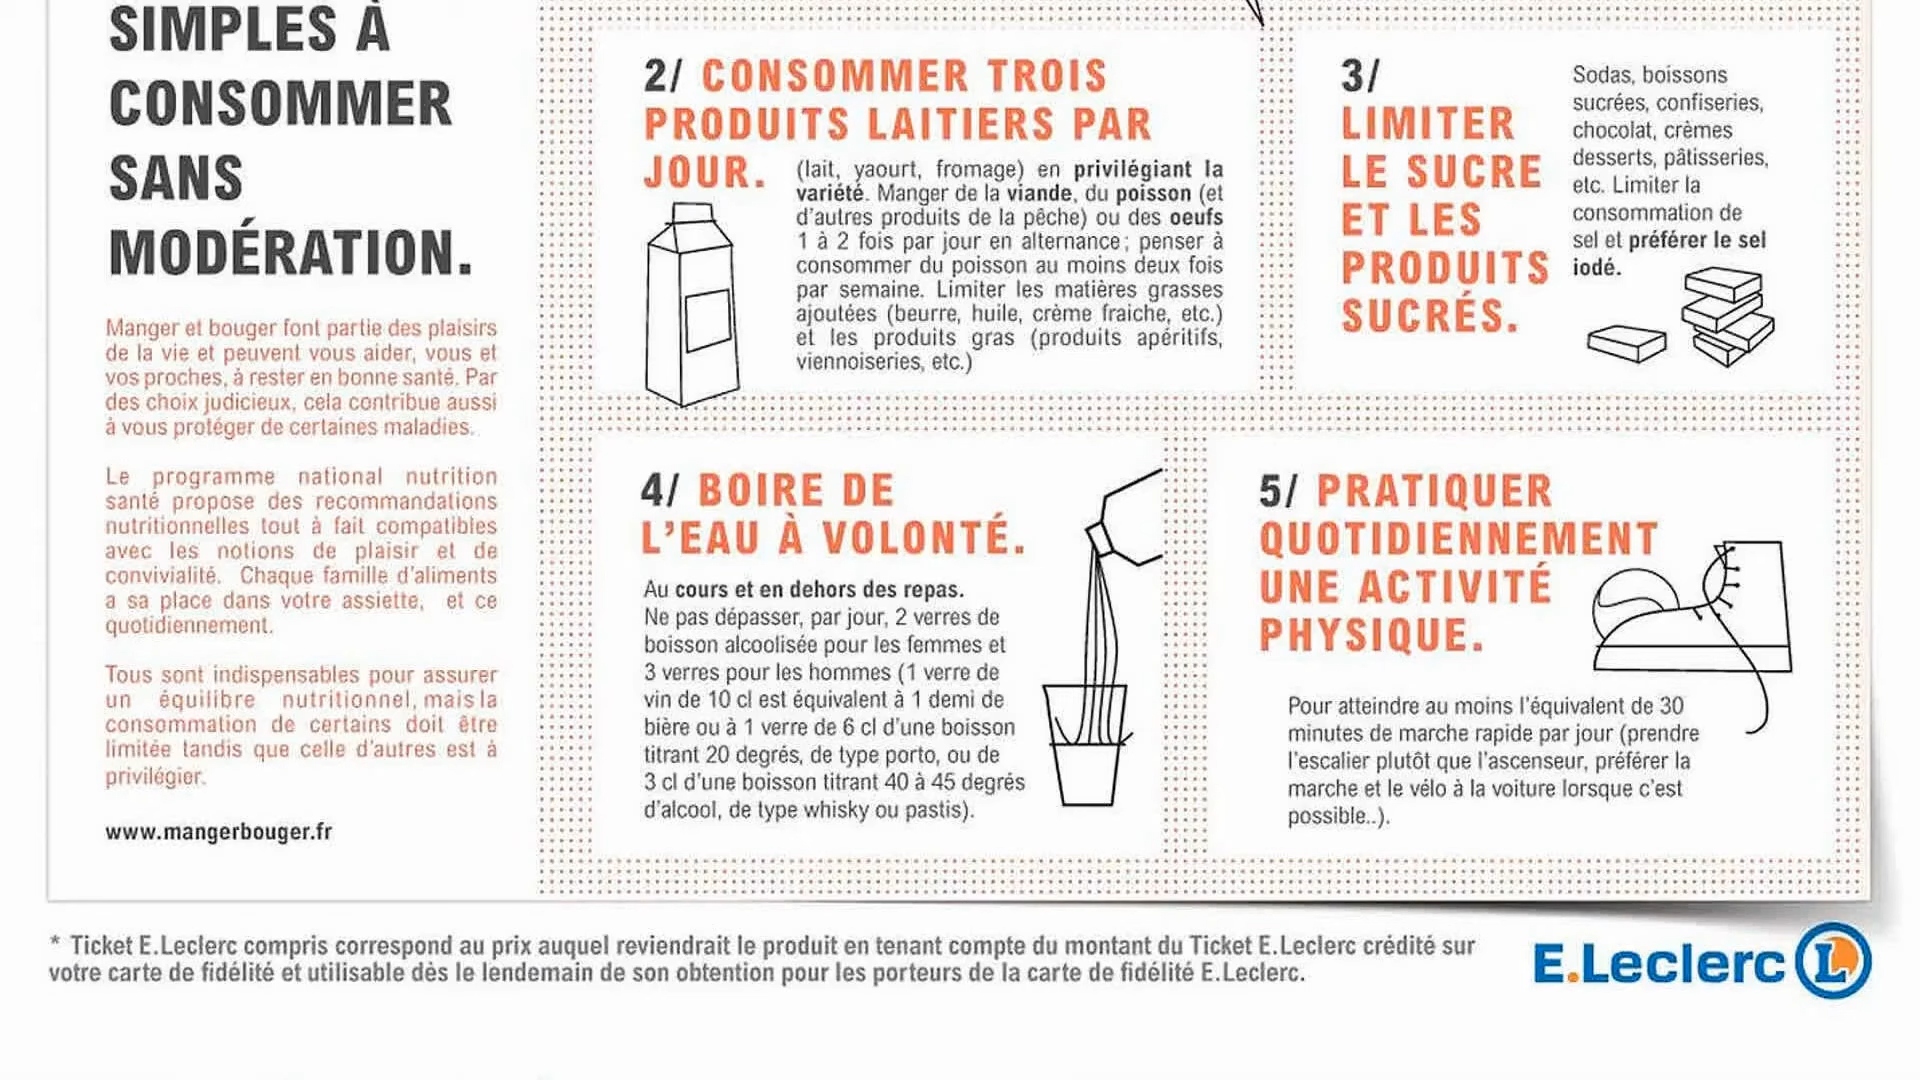 SIMPLES À
CONSOMMER
SANS
MODÉRATION.
Manger et bouger font partie des plaisirs
de la vie et peuvent vous aider, vous et
vos proches, à rester en bonne santé. Par
des choix judicieux, cela contribue aussi
à vous protéger de certaines maladies.
Le programme national nutrition
santé propose des recommandations
nutritionnelles tout à fait compatibles
avec les notions de plaisir et de
convivialité. Chaque famille d'aliments
a sa place dans votre assiette, et ce
quotidiennement.
Tous sont indispensables pour assurer
un équilibre nutritionnel, mais la
consommation de certains doit être
limitée tandis que celle d'autres est à
privilégier.
www.mangerbouger.fr
2/ CONSOMMER TROIS
PRODUITS LAITIERS PAR
JOUR.
(lait, yaourt, fromage) en privilégiant la
variété. Manger de la viande, du poisson (et
d'autres produits de la pêche) ou des oeufs
1 à 2 fois par jour en alternance; penser à
consommer du poisson au moins deux fois
par semaine. Limiter les matières grasses
ajoutées (beurre, huile, crème fraiche, etc.)
et les produits gras (produits apéritifs,
viennoiseries, etc.)
3/
LIMITER
LE SUCRE
ET LES
PRODUITS
SUCRÉS.
Sodas, boissons
sucrées, confiseries,
chocolat, crèmes
desserts, pâtisseries,
etc. Limiter la
consommation de
sel et préférer le sel
iodé.
4/ BOIRE DE
L'EAU À VOLONTÉ.
Au cours et en dehors des repas.
Ne pas dépasser, par jour, 2 verres de
boisson alcoolisée pour les femmes et
3 verres pour les hommes (1 verre de
vin de 10 cl est équivalent à 1 demi de
bière ou à 1 verre de 6 cl d'une boisson
titrant 20 degrés, de type porto, ou de
3 cl d'une boisson titrant 40 à 45 degrés
d'alcool, de type whisky ou pastis).
5/ PRATIQUER
QUOTIDIENNEMENT
UNE ACTIVITÉ
PHYSIQUE.
Pour atteindre au moins l'équivalent de 30
minutes de marche rapide par jour (prendre
l'escalier plutôt que l'ascenseur, préférer la
marche et le vélo à la voiture lorsque c'est
possible..).
* Ticket E.Leclerc compris correspond au prix auquel reviendrait le produit en tenant compte du montant du Ticket E.Leclerc crédité sur
votre carte de fidélité et utilisable dès le lendemain de son obtention pour les porteurs de la carte de fidélité E.Leclerc.
E.Leclerc L